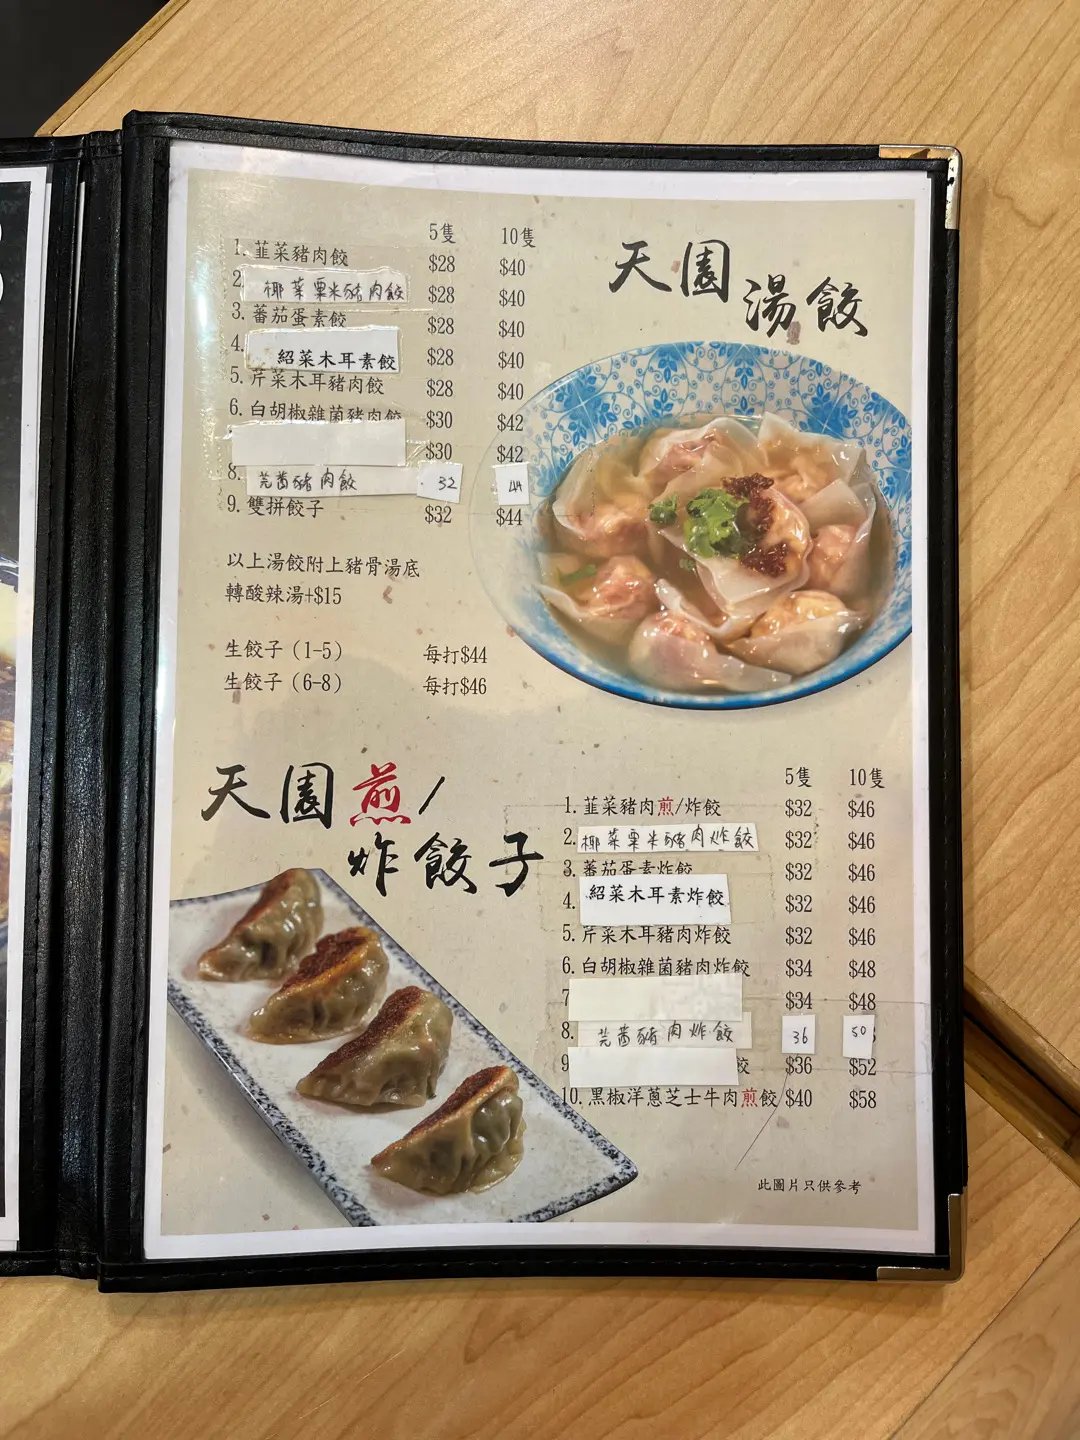 天園湯餃
5隻 10隻
1. 韮菜豬肉餃 $28 $40
2. 椰菜粟米豬肉餃 $28 $40
3. 蕃茄蛋素餃 $28 $40
4. 紹菜木耳素餃 $28 $40
5. 芹菜木耳豬肉餃 $28 $40
6. 白胡椒雜菌豬肉餃 $30 $42
$30 $42
8. 芫茜豬肉餃 32 44
9. 雙拼餃子 $32 $44
以上湯餃附上豬骨湯底
轉酸辣湯+$15
生餃子 (1-5) 每打$44
生餃子 (6-8) 每打$46
天園煎/
炸餃子
5隻 10隻
1. 韮菜豬肉煎/炸餃 $32 $46
2. 椰菜粟米豬肉炸餃 $32 $46
3. 蕃茄蛋素炸餃 $32 $46
4. 紹菜木耳素炸餃 $32 $46
5. 芹菜木耳豬肉炸餃 $32 $46
6. 白胡椒雜菌豬肉炸餃 $34 $48
7 $34 $48
8. 芫茜豬肉炸餃 36 50
9 餃 $36 $52
10. 黑椒洋蔥芝士牛肉煎餃 $40 $58
此圖片只供參考